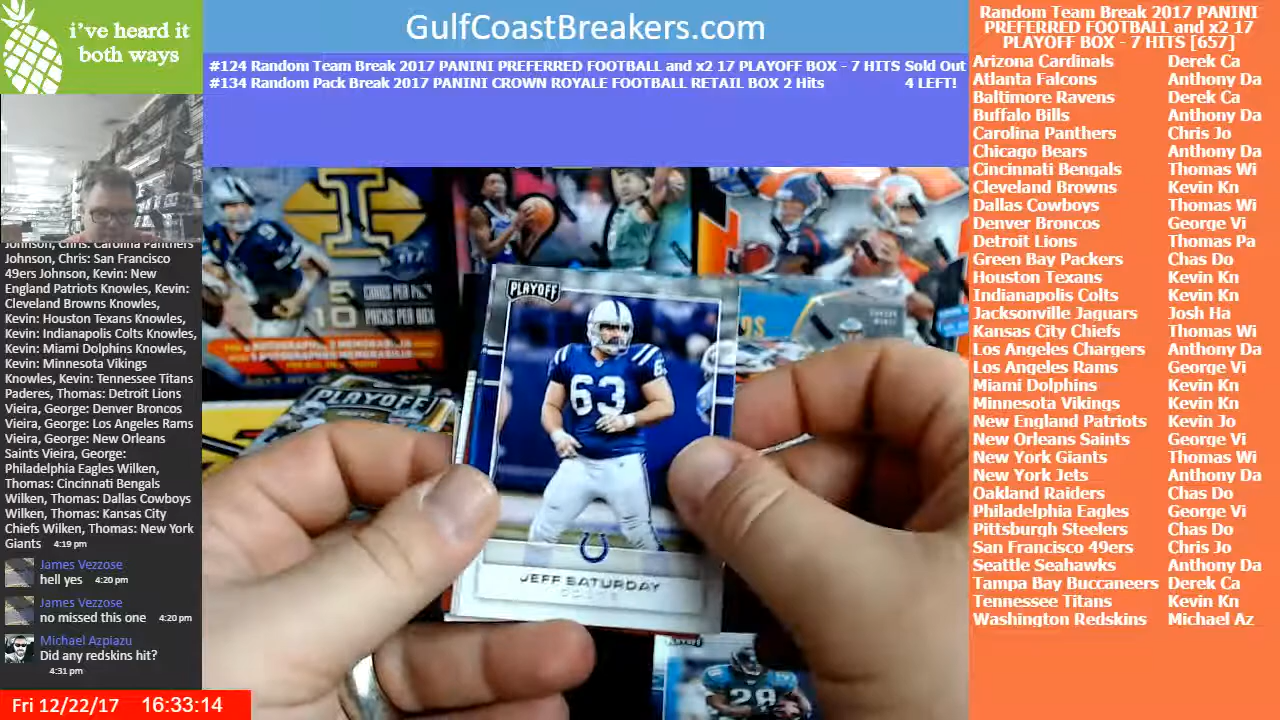 i've heard it
both ways
GulfCoastBreakers.com
#124 Random Team Break 2017 PANINI PREFERRED FOOTBALL and x2 17 PLAYOFF BOX - 7 HITS Sold Out
#134 Random Pack Break 2017 PANINI CROWN ROYALE FOOTBALL RETAIL BOX 2 Hits 4 LEFT!
Random Team Break 2017 PANINI
PREFERRED FOOTBALL and x2 17
PLAYOFF BOX - 7 HITS [657]
Arizona Cardinals Derek Ca
Atlanta Falcons Anthony Da
Baltimore Ravens Derek Ca
Buffalo Bills Anthony Da
Carolina Panthers Chris Jo
Chicago Bears Anthony Da
Cincinnati Bengals Thomas Wi
Cleveland Browns Kevin Kn
Dallas Cowboys Thomas Wi
Denver Broncos George Vi
Detroit Lions Thomas Pa
Green Bay Packers Chas Do
Houston Texans Kevin Kn
Indianapolis Colts Kevin Kn
Jacksonville Jaguars Josh Ha
Kansas City Chiefs Thomas Wi
Los Angeles Chargers Anthony Da
Los Angeles Rams George Vi
Miami Dolphins Kevin Kn
Minnesota Vikings Kevin Kn
New England Patriots Kevin Jo
New Orleans Saints George Vi
New York Giants Thomas Wi
New York Jets Anthony Da
Oakland Raiders Chas Do
Philadelphia Eagles George Vi
Pittsburgh Steelers Chas Do
San Francisco 49ers Chris Jo
Seattle Seahawks Anthony Da
Tampa Bay Buccaneers Derek Ca
Tennessee Titans Kevin Kn
Washington Redskins Michael Az
Johnson, Chris: Carolina Panthers
Johnson, Chris: San Francisco
49ers Johnson, Kevin: New
England Patriots Knowles, Kevin:
Cleveland Browns Knowles,
Kevin: Houston Texans Knowles,
Kevin: Indianapolis Colts Knowles,
Kevin: Miami Dolphins Knowles,
Kevin: Minnesota Vikings
Knowles, Kevin: Tennessee Titans
Paderes, Thomas: Detroit Lions
Vieira, George: Denver Broncos
Vieira, George: Los Angeles Rams
Vieira, George: New Orleans
Saints Vieira, George:
Philadelphia Eagles Wilken,
Thomas: Cincinnati Bengals
Wilken, Thomas: Dallas Cowboys
Wilken, Thomas: Kansas City
Chiefs Wilken, Thomas: New York
Giants 4:19 pm
James Vezzose
hell yes 4:20 pm
James Vezzose
no missed this one 4:20 pm
Michael Azpiazu
Did any redskins hit?
4:31 pm
Fri 12/22/17 16:33:14
I
5 CARDS PER
10 PACKS PER BOX
PLAYOFF
PLAYOFF
63
JEFF SATURDAY
COLTS
PLAYOFF
28